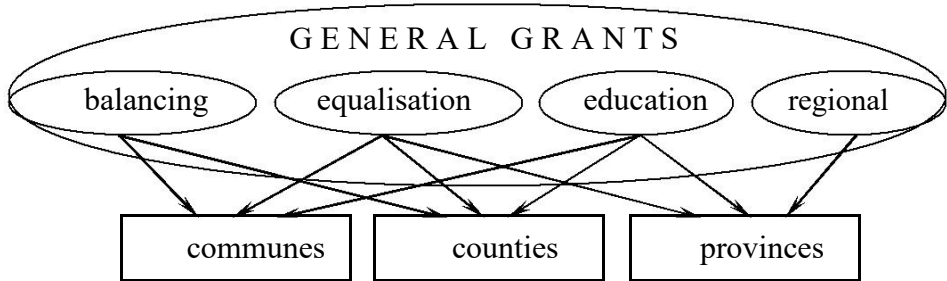 GENERAL GRANTS
balancing equalisation education regional
communes counties provinces